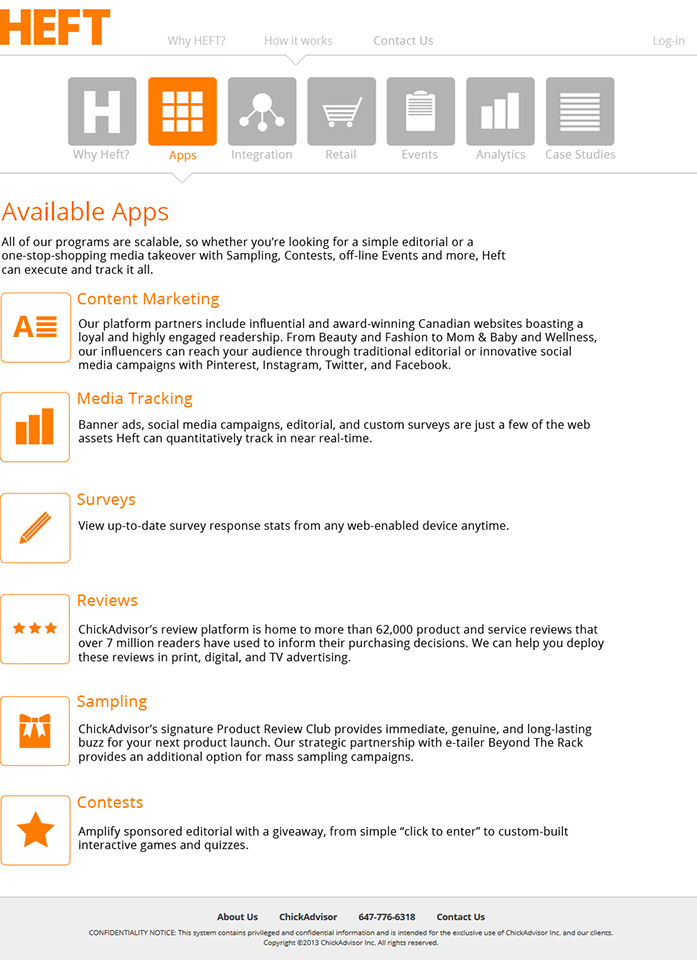 HEFT
Why HEFT?
How it works
Contact Us
Log-in
H
Why Heft?
Apps
Integration
Retail
Events
Analytics
Case Studies
Available Apps
All of our programs are scalable, so whether you’re looking for a simple editorial or a
one-stop-shopping media takeover with Sampling, Contests, off-line Events and more, Heft
can execute and track it all.
A
Content Marketing
Our platform partners include influential and award-winning Canadian websites boasting a
loyal and highly engaged readership. From Beauty and Fashion to Mom & Baby and Wellness,
our influencers can reach your audience through traditional editorial or innovative social
media campaigns with Pinterest, Instagram, Twitter, and Facebook.
Media Tracking
Banner ads, social media campaigns, editorial, and custom surveys are just a few of the web
assets Heft can quantitatively track in near real-time.
Surveys
View up-to-date survey response stats from any web-enabled device anytime.
Reviews
ChickAdvisor’s review platform is home to more than 62,000 product and service reviews that
over 7 million readers have used to inform their purchasing decisions. We can help you deploy
these reviews in print, digital, and TV advertising.
Sampling
ChickAdvisor’s signature Product Review Club provides immediate, genuine, and long-lasting
buzz for your next product launch. Our strategic partnership with e-tailer Beyond The Rack
provides an additional option for mass sampling campaigns.
Contests
Amplify sponsored editorial with a giveaway, from simple “click to enter” to custom-built
interactive games and quizzes.
About Us ChickAdvisor 647-776-6318 Contact Us
CONFIDENTIALITY NOTICE: This system contains privileged and confidential information and is intended for the exclusive use of ChickAdvisor Inc. and our clients.
Copyright ©2013 ChickAdvisor Inc. All rights reserved.